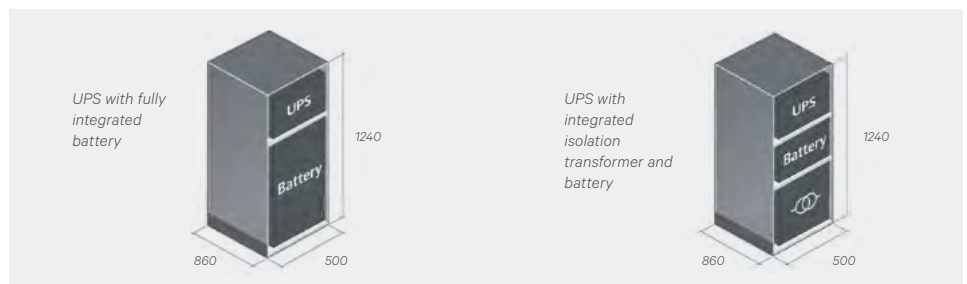 UPS with fully
integrated
battery
UPS
Battery
1240
860
500
UPS with
integrated
isolation
transformer and
battery
UPS
Battery
1240
860
500